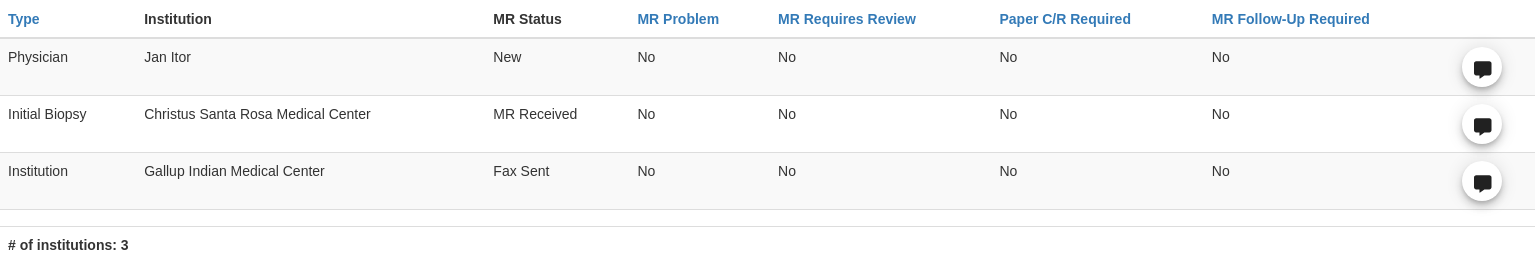 Type Institution MR Status MR Problem MR Requires Review Paper C/R Required MR Follow-Up Required
Physician Jan Itor New No No No No
Initial Biopsy Christus Santa Rosa Medical Center MR Received No No No No
Institution Gallup Indian Medical Center Fax Sent No No No No
# of institutions: 3